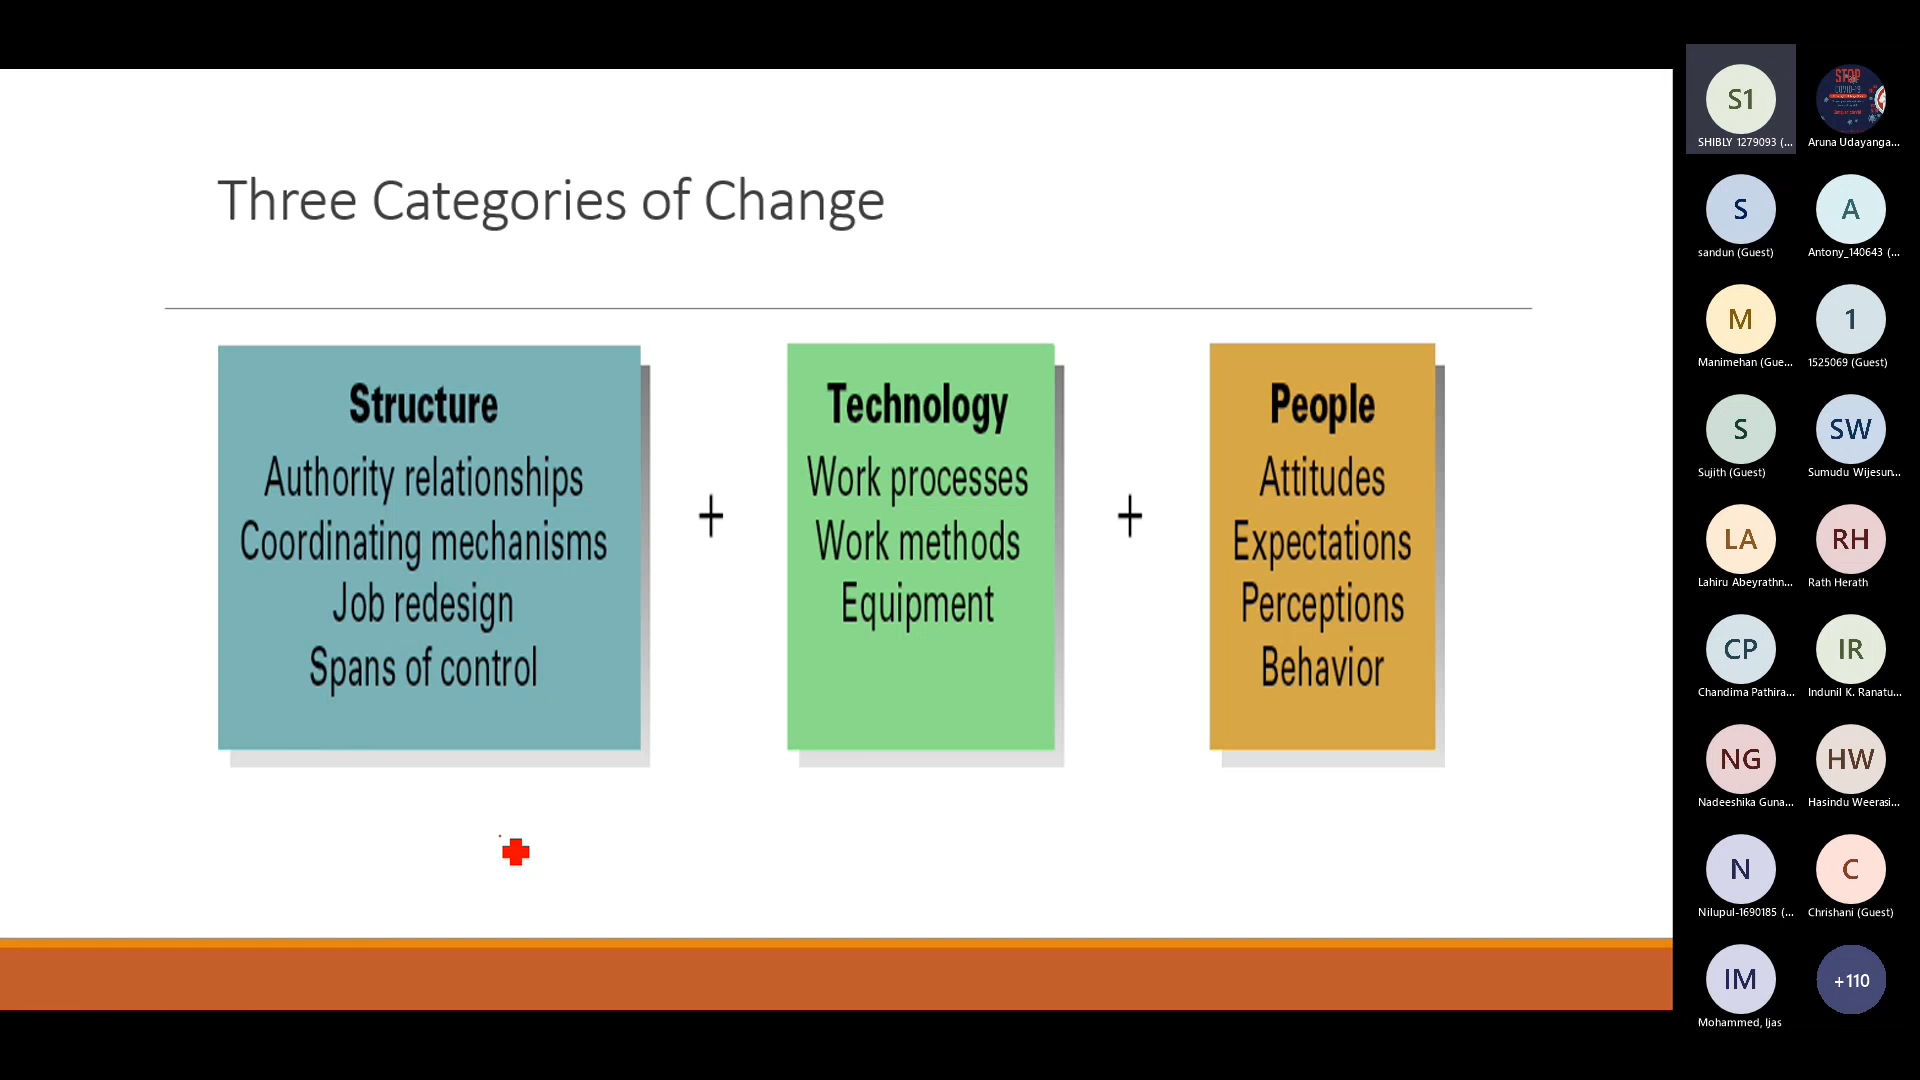 Three Categories of Change
Structure
Authority relationships
Coordinating mechanisms
Job redesign
Spans of control
+
Technology
Work processes
Work methods
Equipment
+
People
Attitudes
Expectations
Perceptions
Behavior
S1
SHIBLY 1279093 (...
STOP
COVID-19
Aruna Udayanga...
S
sandun (Guest)
A
Antony_140643 (...
M
Manimehan (Gue...
1
1525069 (Guest)
S
Sujith (Guest)
SW
Sumudu Wijesun...
LA
Lahiru Abeyrathn...
RH
Rath Herath
CP
Chandima Pathira...
IR
Indunil K. Ranatu...
NG
Nadeeshika Guna...
HW
Hasindu Weerasi...
N
Nilupul-1690185 (...
C
Chrishani (Guest)
IM
Mohammed, Ijas
+110